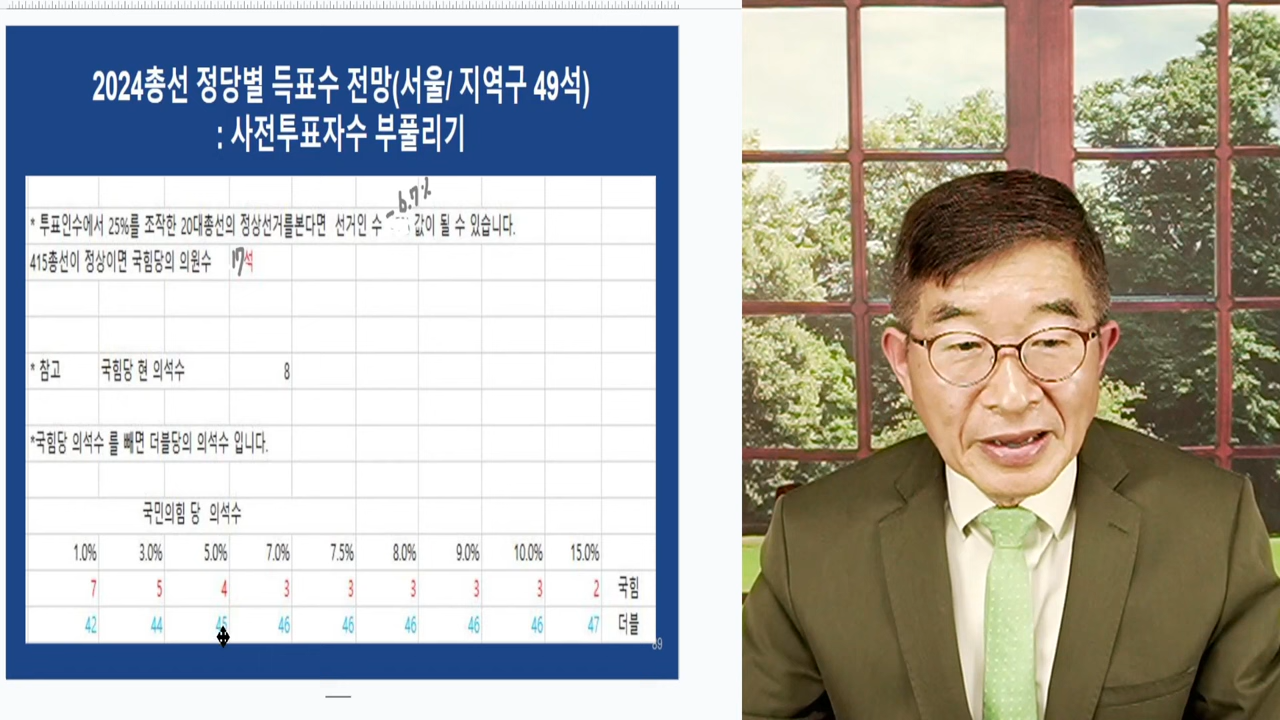 2024총선 정당별 득표수 전망(서울/ 지역구 49석)
: 사전투표자수 부풀리기
-6.7%
* 투표인수에서 25%를 조작한 20대총선의 정상선거를본다면 선거인 수 값이 될 수 있습니다.
415총선이 정상이면 국힘당의 의원수 17석
* 참고 국힘당 현 의석수 8
*국힘당 의석수 를 빼면 더블당의 의석수 입니다.
국민의힘 당 의석수
1.0% 3.0% 5.0% 7.0% 7.5% 8.0% 9.0% 10.0% 15.0%
7 5 4 3 3 3 3 3 2 국힘
42 44 45 46 46 46 46 46 47 더블
69